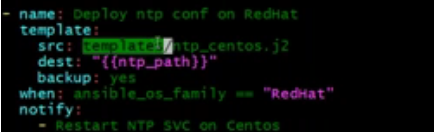 - name: Deploy ntp conf on RedHat
template:
src: templates/ntp_centos.j2
dest: "{{ntp_path}}"
backup: yes
when: ansible_os_family == "RedHat"
notify:
- Restart NTP SVC on Centos